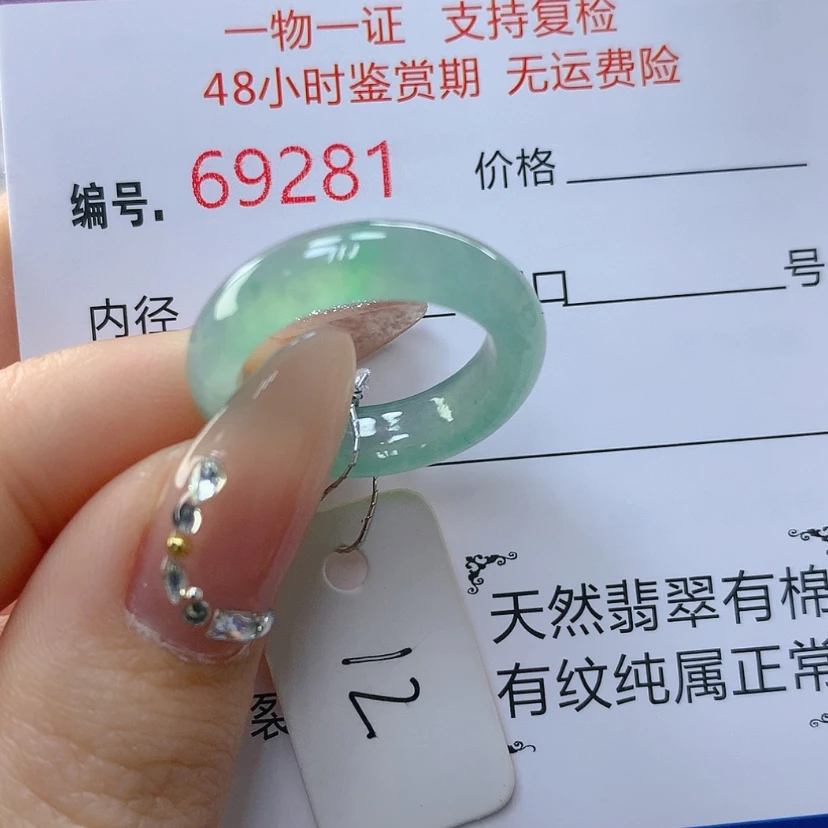 一物一证 支持复检
48小时鉴赏期 无运费险
编号. 69281 价格
内径 口 号
天然翡翠有棉
有纹纯属正常
裂
12